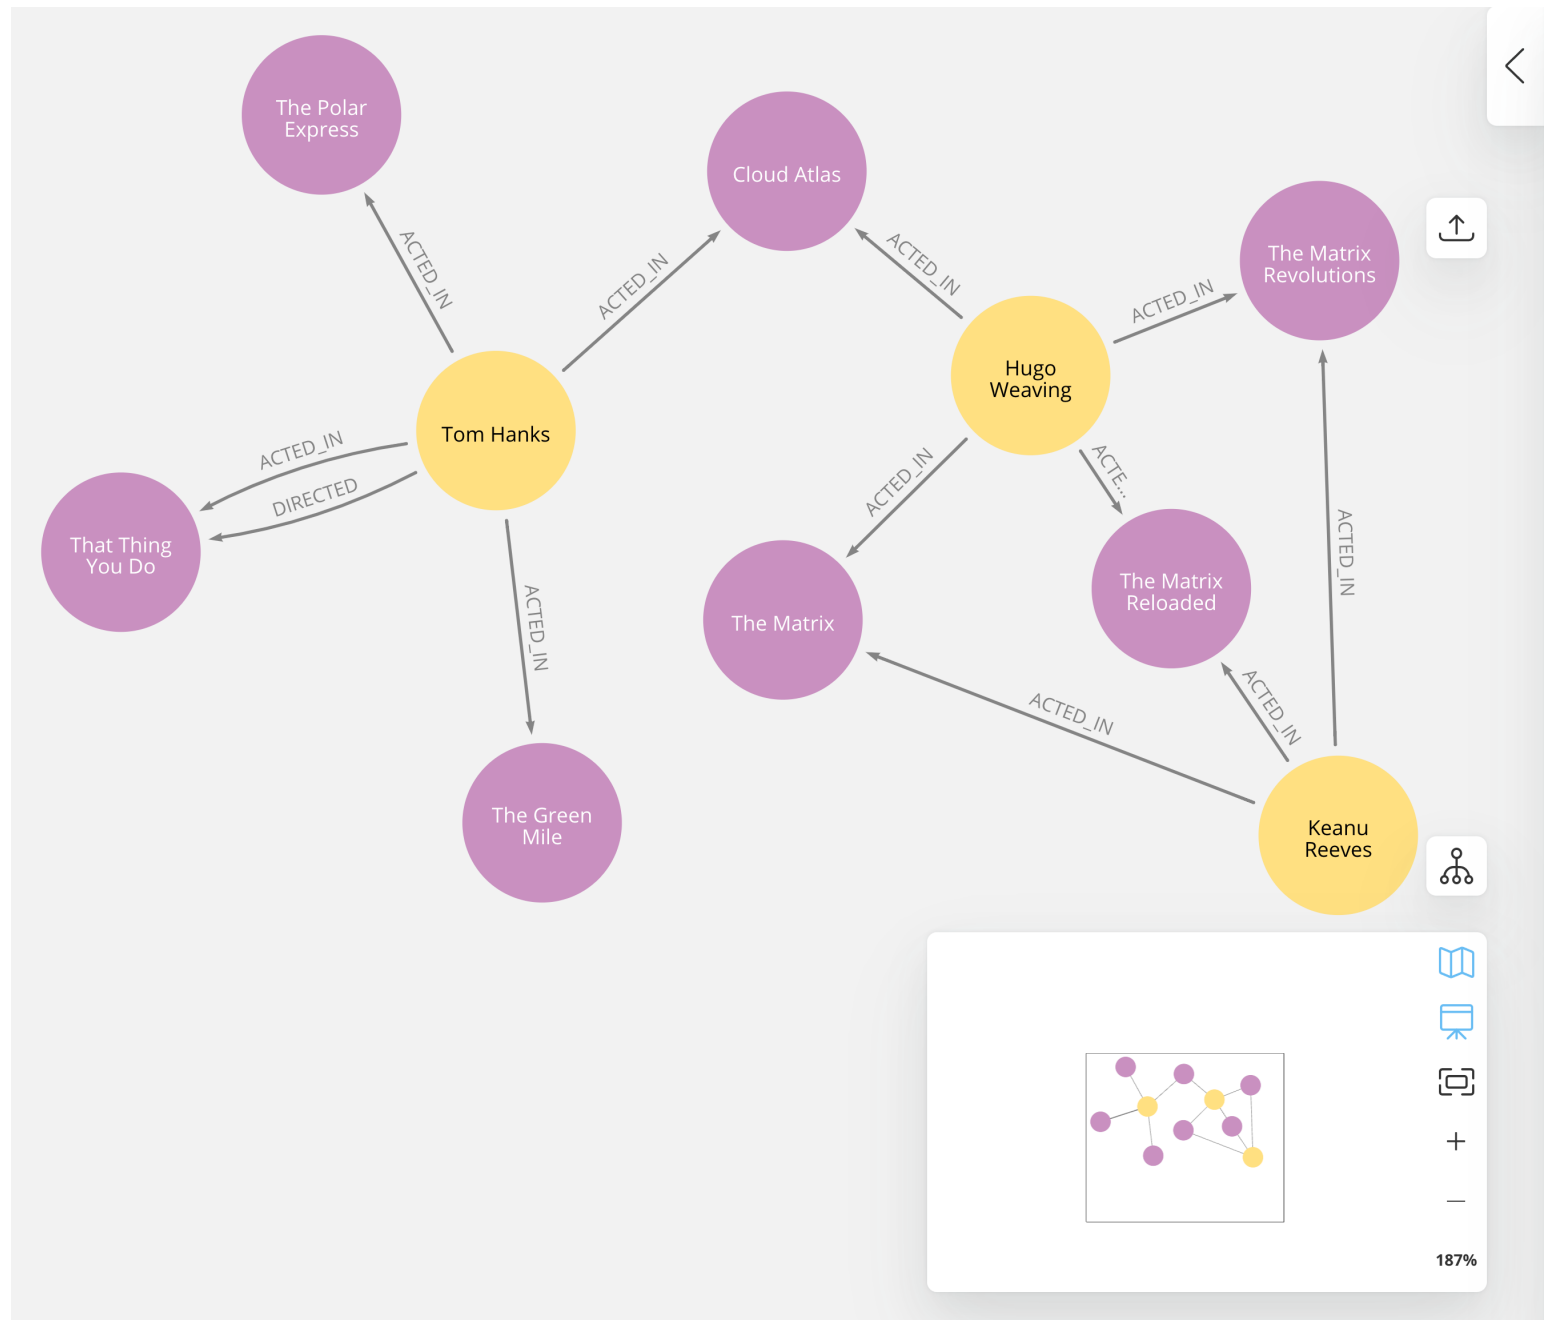 The Polar
Express
Cloud Atlas
The Matrix
Revolutions
ACTED_IN
ACTED_IN
ACTED_IN
ACTED_IN
Hugo
Weaving
Tom Hanks
ACTED_IN
DIRECTED
ACTED_IN
ACTE...
That Thing
You Do
ACTED_IN
ACTED_IN
The Matrix
The Matrix
Reloaded
ACTED_IN
ACTED_IN
The Green
Mile
Keanu
Reeves
187%